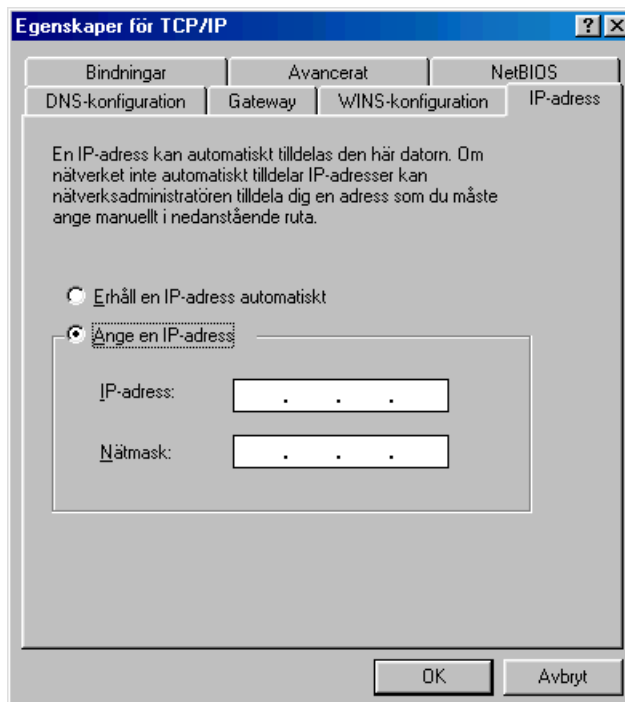 Egenskaper för TCP/IP
Bindningar Avancerat NetBIOS
DNS-konfiguration Gateway WINS-konfiguration IP-adress
En IP-adress kan automatiskt tilldelas den här datorn. Om
nätverket inte automatiskt tilldelar IP-adresser kan
nätverksadministratören tilldela dig en adress som du måste
ange manuellt i nedanstående ruta.
Erhåll en IP-adress automatiskt
Ange en IP-adress
IP-adress: . . .
Nätmask: . . .
OK Avbryt